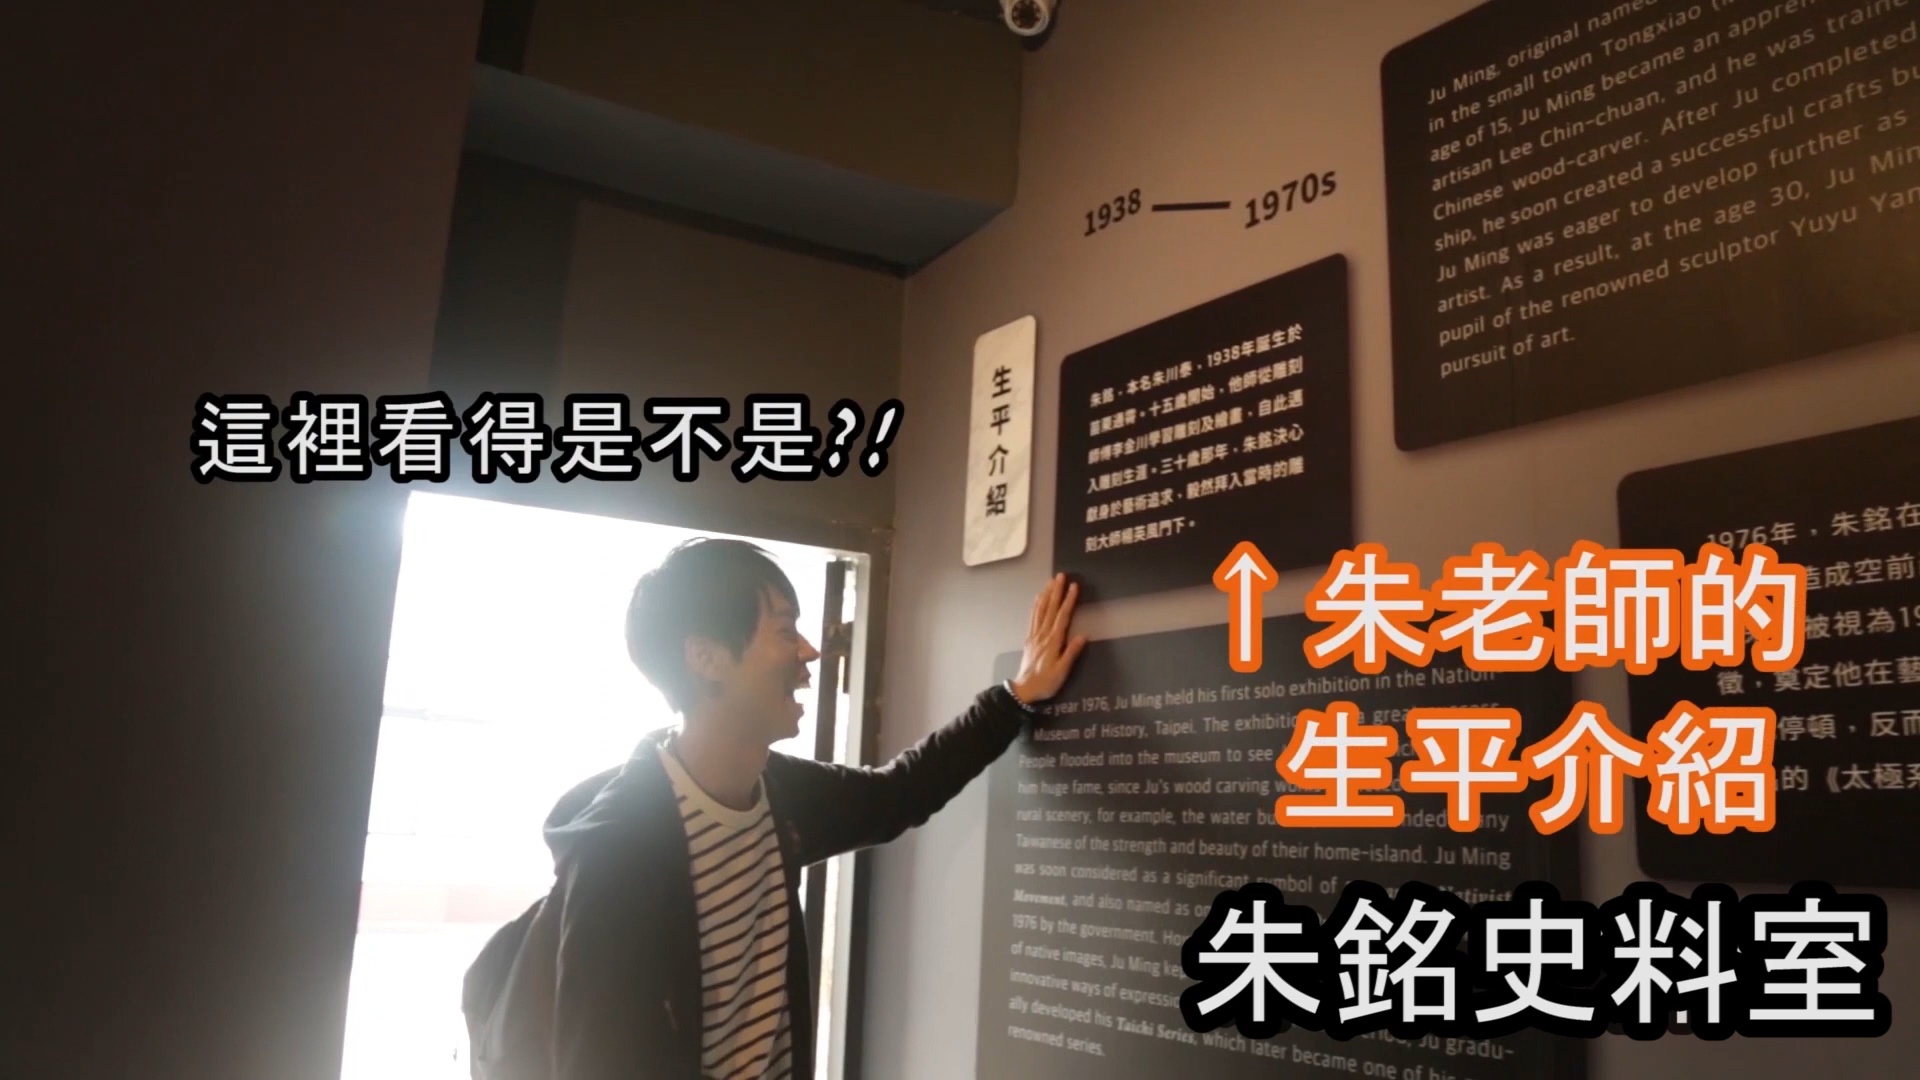 Ju Ming, original name
in the small town Tongxiao
age of 15, Ju Ming became an appren
artisan Lee Chin-chuan, and he was traine
Chinese wood-carver. After Ju completed
ship, he soon created a successful crafts bu
Ju Ming was eager to develop further as
artist. As a result, at the age 30, Ju Min
pupil of the renowned sculptor Yuyu Yan
pursuit of art.
1938 — 1970s
生平介紹
朱銘，本名朱川泰，1938年誕生於
苗栗通霄。十五歲開始，他師從雕刻
師傅李金川學習雕刻及繪畫，自此邁
入雕刻生涯。三十歲那年，朱銘決心
獻身於藝術追求，毅然拜入當時的雕
刻大師楊英風門下。
這裡看得是不是?!
↑朱老師的
生平介紹
朱銘史料室
1976年，朱銘在
造成空前
被視為19
徵，奠定他在藝
停頓，反而
的《太極系
year 1976, Ju Ming held his first solo exhibition in the Nation
Museum of History, Taipei. The exhibiti
People flooded into the museum to see
him huge fame, since Ju's wood carving
rural scenery, for example, the water
Taiwanese of the strength and beauty of their home-island. Ju Ming
was soon considered as a significant symbol of Nativist
Movement, and also named as
1976 by the government.
of native images, Ju Ming
innovative ways of expressi
ally developed his Taichi Series, which later became one of his
renowned series.